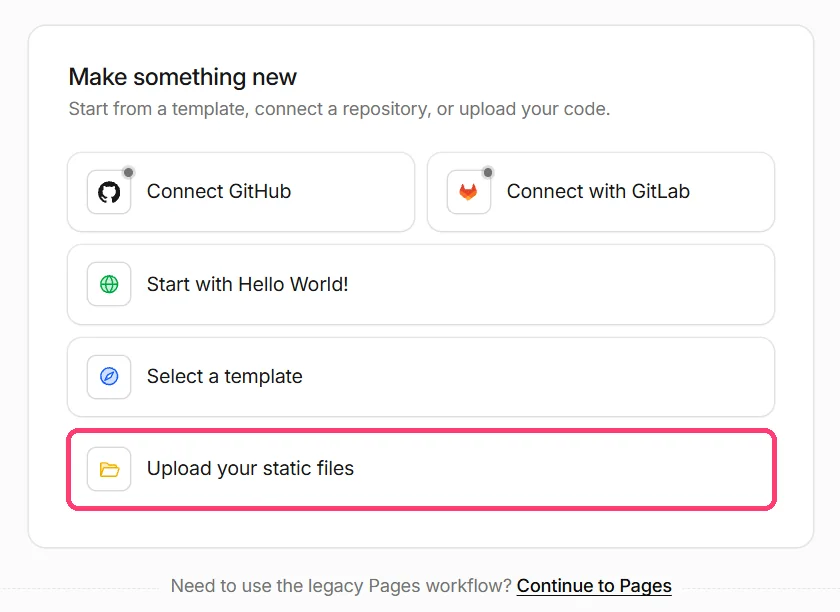 Make something new
Start from a template, connect a repository, or upload your code.
Connect GitHub
Connect with GitLab
Start with Hello World!
Select a template
Upload your static files
Need to use the legacy Pages workflow? Continue to Pages